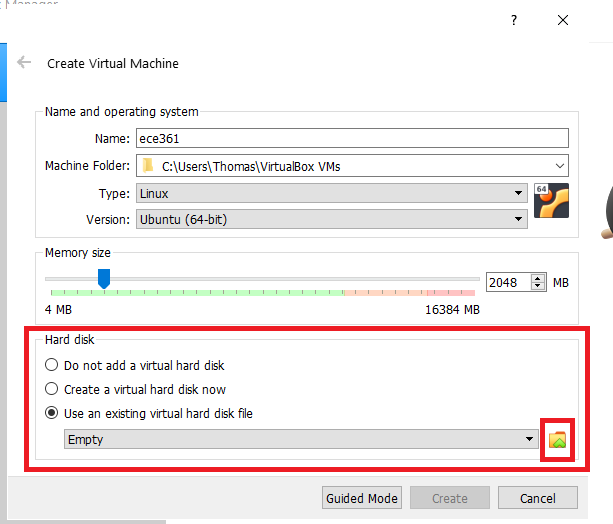 Manager
?
Create Virtual Machine
Name and operating system
Name: ece361
Machine Folder: C:\Users\Thomas\VirtualBox VMs
Type: Linux
64
Version: Ubuntu (64-bit)
Memory size
2048 MB
4 MB 16384 MB
Hard disk
Do not add a virtual hard disk
Create a virtual hard disk now
Use an existing virtual hard disk file
Empty
Guided Mode Create Cancel